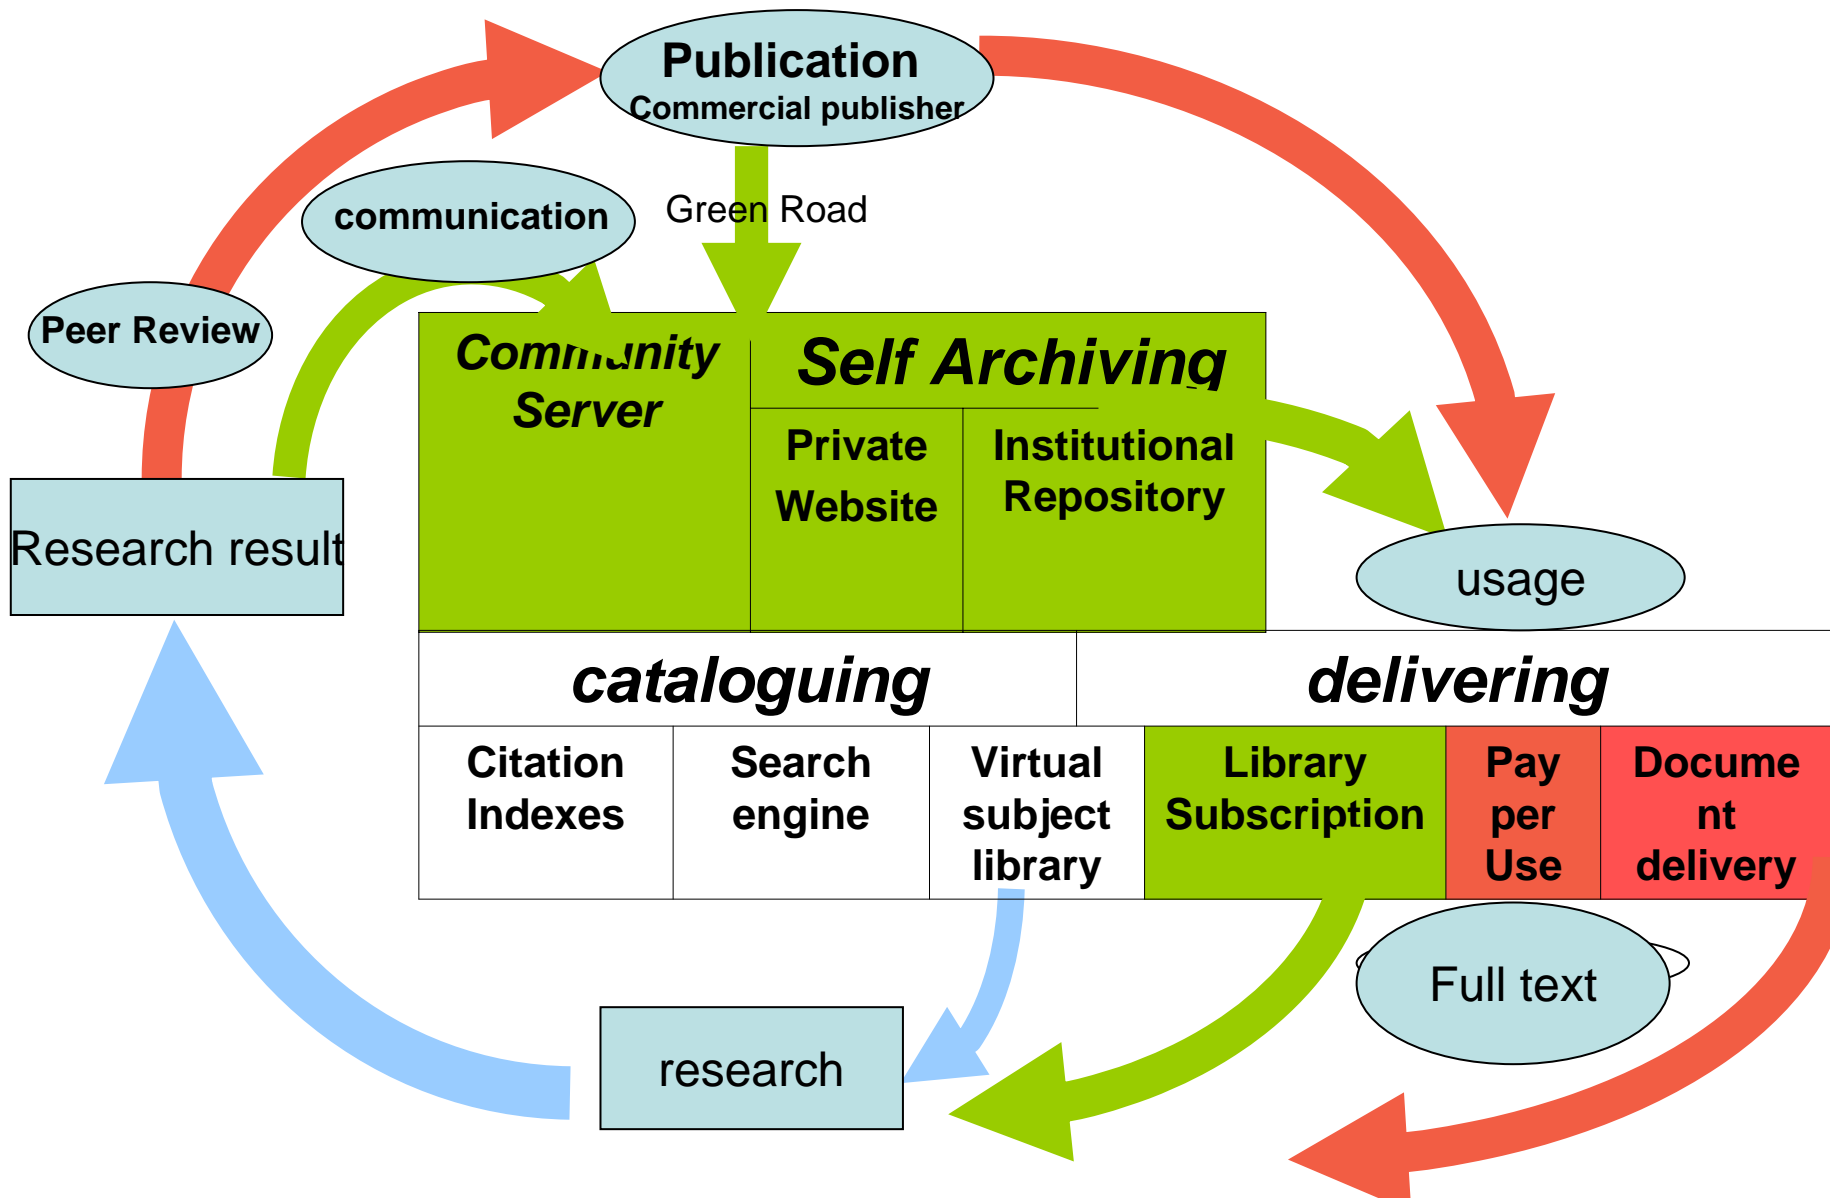 Publication
Commercial publisher
communication
Green Road
Peer Review
Community
Server
Self Archiving
Private
Website
Institutional
Repository
Research result
usage
cataloguing
delivering
Citation
Indexes
Search
engine
Virtual
subject
library
Library
Subscription
Pay
per
Use
Docume
nt
delivery
Full text
research